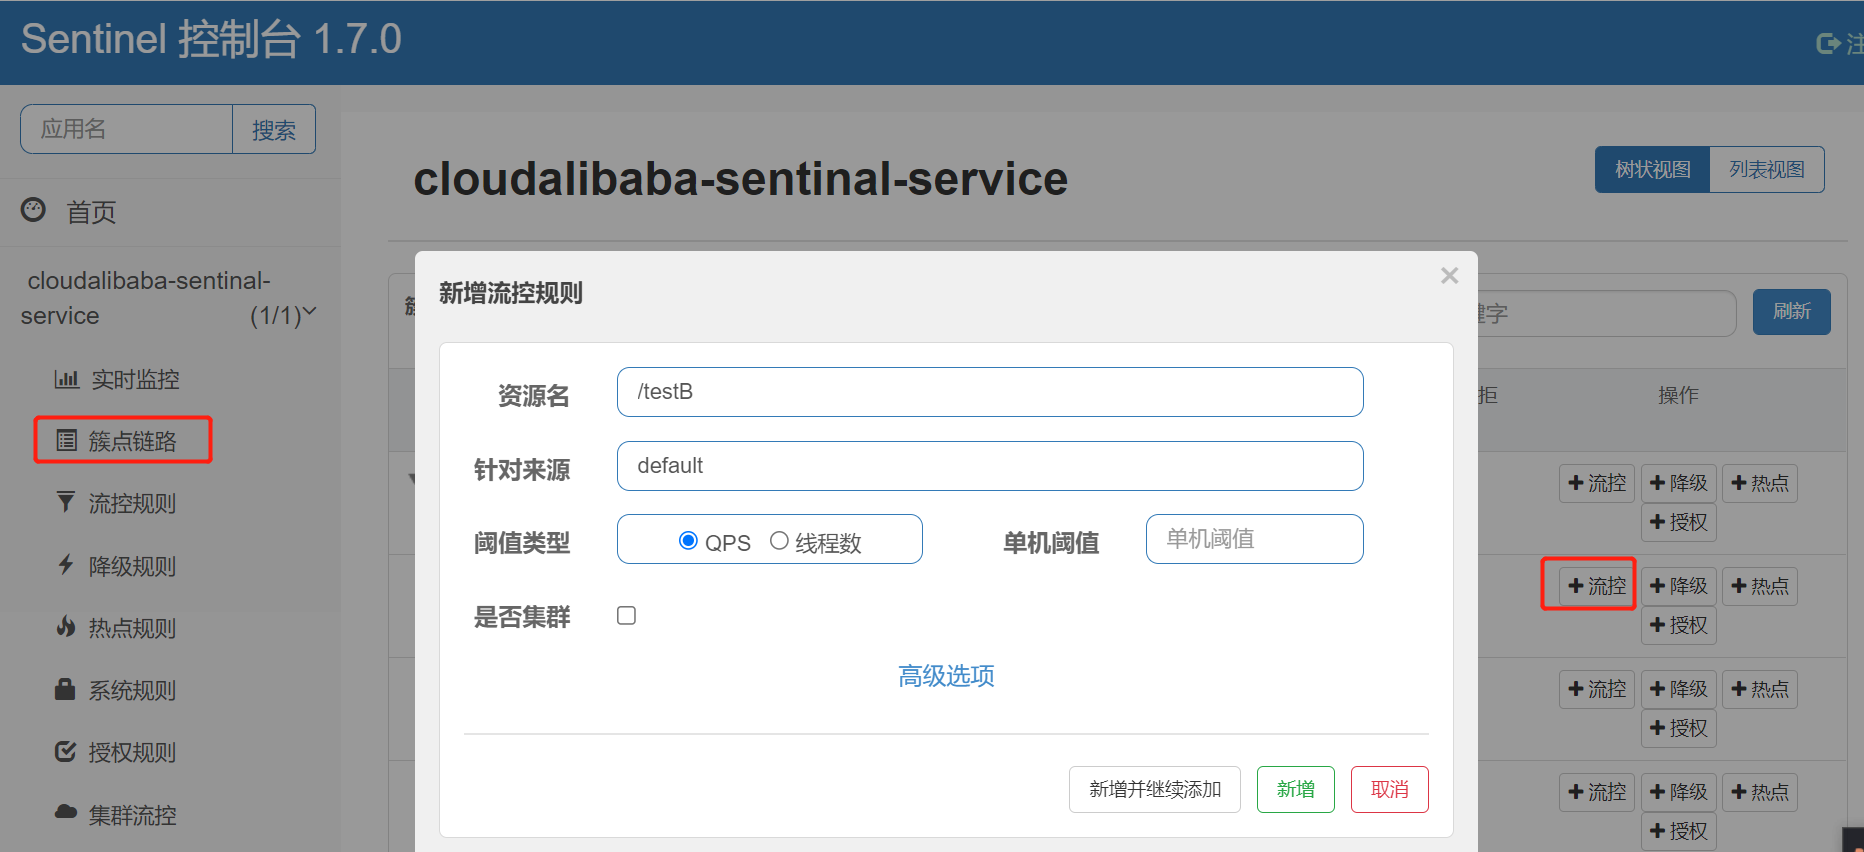 Sentinel 控制台 1.7.0
注
应用名
搜索
首页
cloudalibaba-sentinal-
service
(1/1)
实时监控
簇点链路
流控规则
降级规则
热点规则
系统规则
授权规则
集群流控
cloudalibaba-sentinal-service
树状视图
列表视图
簇
键字
刷新
拒
操作
流控
降级
热点
授权
流控
降级
热点
授权
流控
降级
热点
授权
流控
降级
热点
授权
新增流控规则
×
资源名
/testB
针对来源
default
阈值类型
QPS
线程数
单机阈值
单机阈值
是否集群
高级选项
新增并继续添加
新增
取消